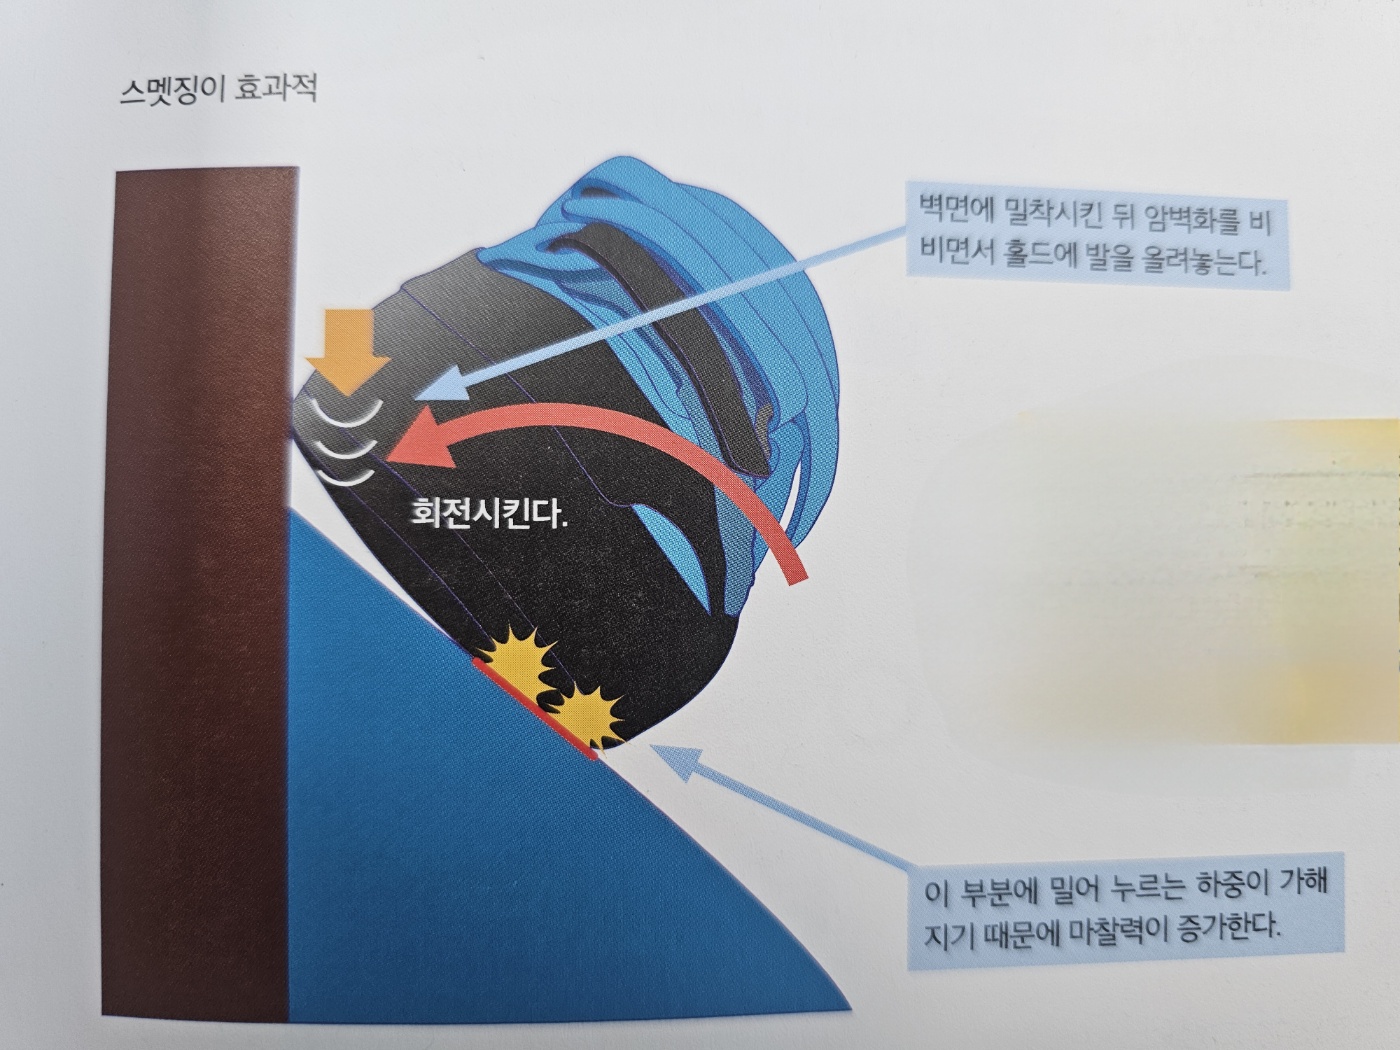 스멧징이 효과적
벽면에 밀착시킨 뒤 암벽화를 비
비면서 홀드에 발을 올려놓는다.
회전시킨다.
이 부분에 밀어 누르는 하중이 가해
지기 때문에 마찰력이 증가한다.